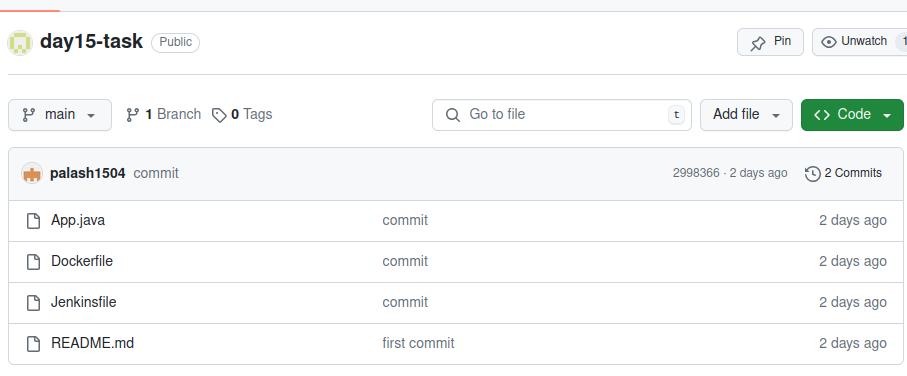 day15-task Public Pin Unwatch 1
main 1 Branch 0 Tags Go to file t Add file Code
palash1504 commit 2998366 · 2 days ago 2 Commits
App.java commit 2 days ago
Dockerfile commit 2 days ago
Jenkinsfile commit 2 days ago
README.md first commit 2 days ago